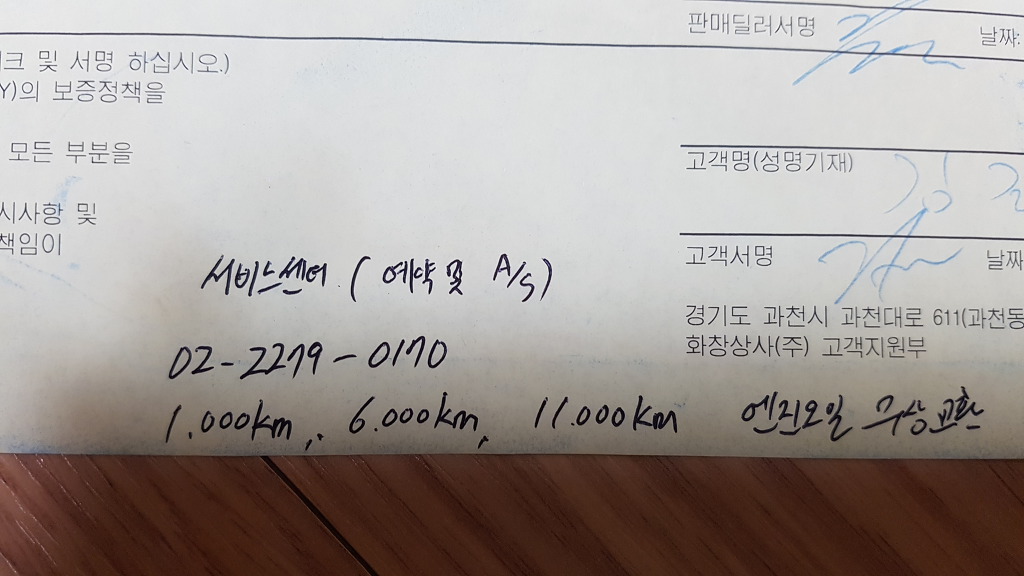 판매딜러서명 날짜:
크 및 서명 하십시오.)
Y)의 보증정책을
모든 부분을
고객명(성명기재) 김
시사항 및
책임이
고객서명 날짜
서비스센터 (예약 및 A/S)
경기도 과천시 과천대로 611(과천동
화창상사(주) 고객지원부
02-2279-0170
1.000km, 6.000km, 11.000km 엔진오일 무상교환